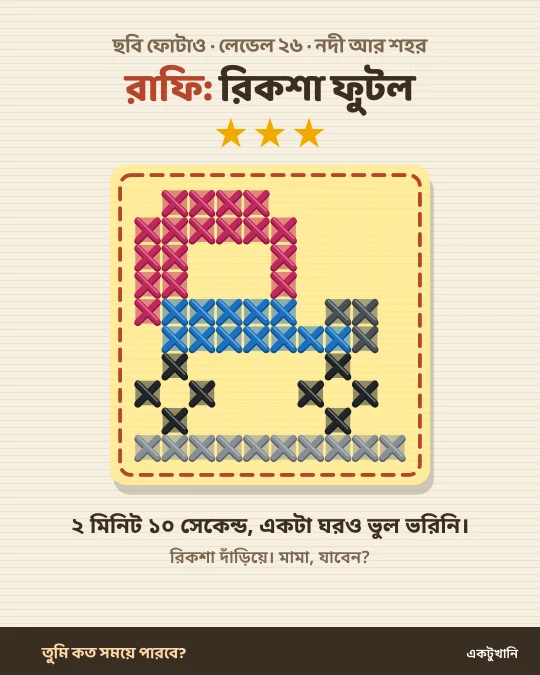 ছবি ফোটাও · লেভেল ২৬ · নদী আর শহর
রাফি: রিকশা ফুটল
২ মিনিট ১০ সেকেন্ড, একটা ঘরও ভুল ভরিনি।
রিকশা দাঁড়িয়ে। মামা, যাবেন?
তুমি কত সময়ে পারবে?
একটুখানি